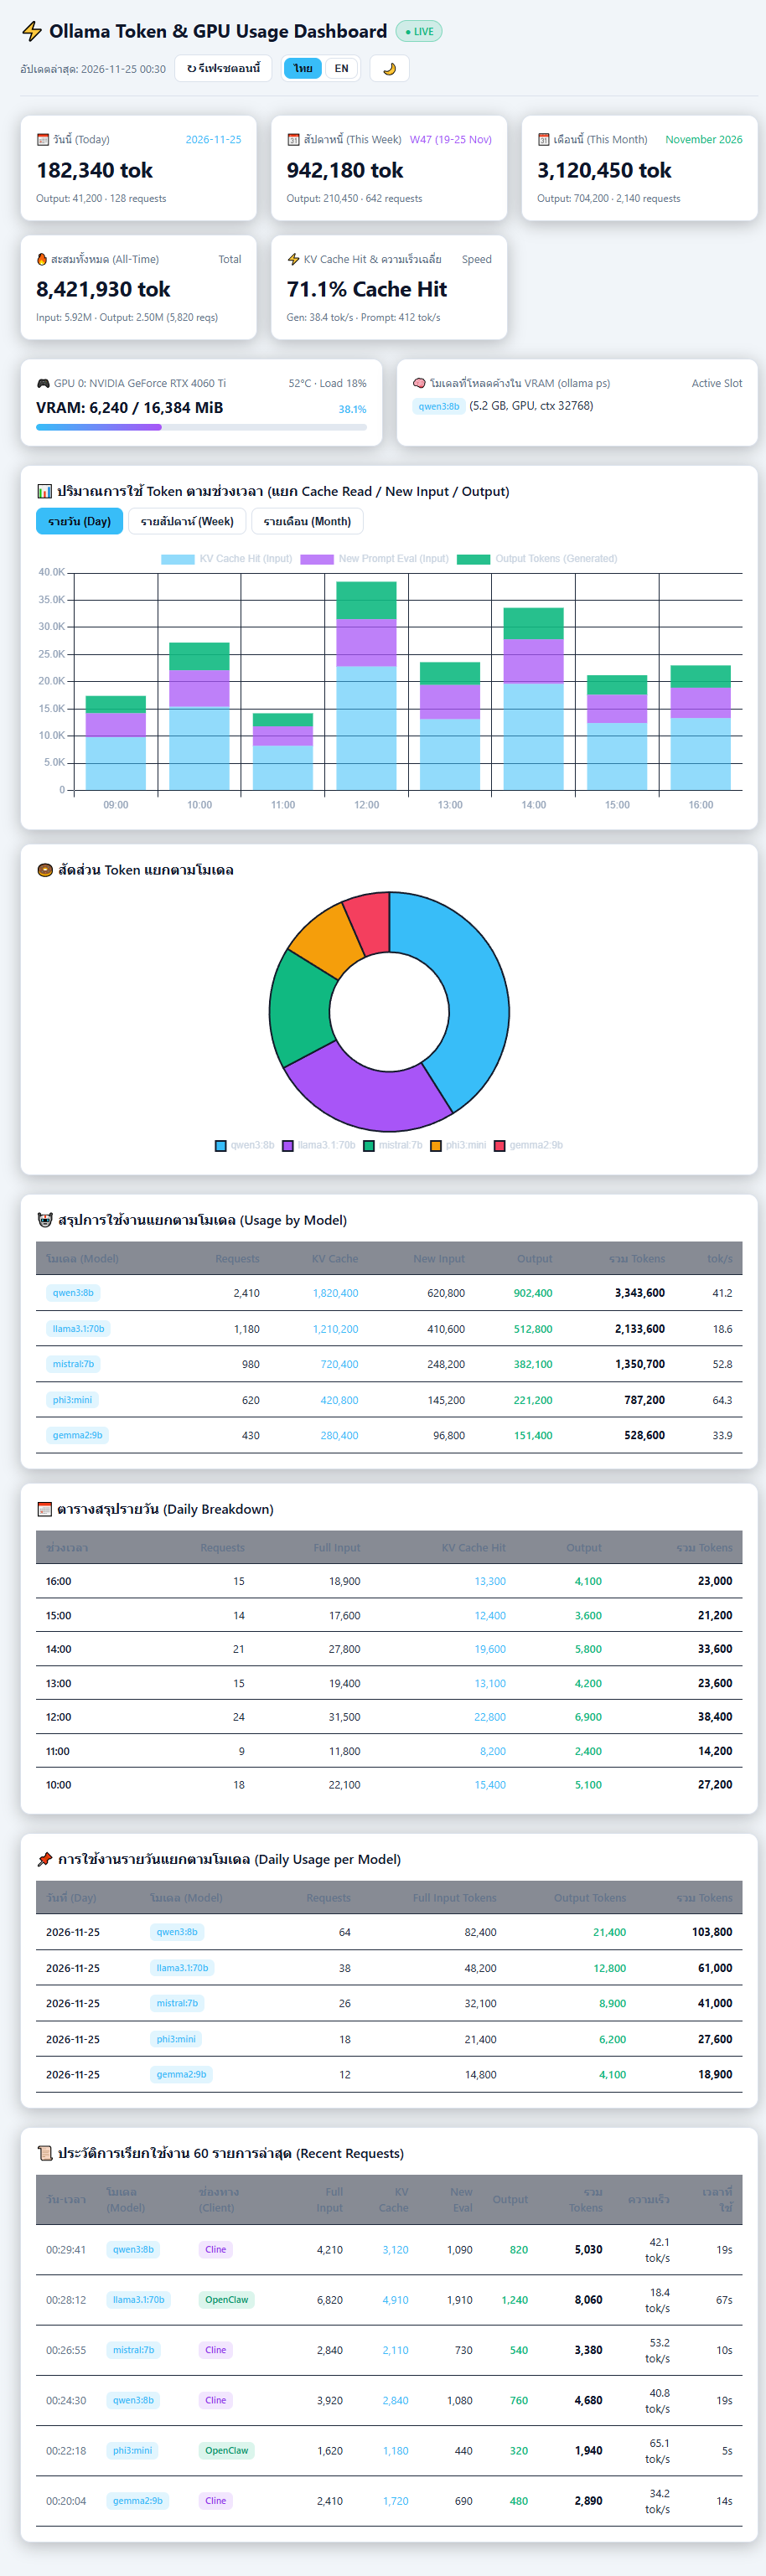 Ollama Token & GPU Usage Dashboard ● LIVE
อัปเดตล่าสุด: 2026-11-25 00:30 ↻ รีเฟรชตอนนี้ ไทย EN
วันนี้ (Today) 2026-11-25
182,340 tok
Output: 41,200 · 128 requests
สัปดาหนี้ (This Week) W47 (19-25 Nov)
942,180 tok
Output: 210,450 · 642 requests
เดือนนี้ (This Month) November 2026
3,120,450 tok
Output: 704,200 · 2,140 requests
สะสมทั้งหมด (All-Time) Total
8,421,930 tok
Input: 5.92M · Output: 2.50M (5,820 reqs)
KV Cache Hit & ความเร็วเฉลี่ย Speed
71.1% Cache Hit
Gen: 38.4 tok/s · Prompt: 412 tok/s
GPU 0: NVIDIA GeForce RTX 4060 Ti 52°C · Load 18%
VRAM: 6,240 / 16,384 MiB 38.1%
โมเดลที่โหลดค้างใน VRAM (ollama ps) Active Slot
qwen3:8b (5.2 GB, GPU, ctx 32768)
ปริมาณการใช้ Token ตามช่วงเวลา (แยก Cache Read / New Input / Output)
รายวัน (Day) รายสัปดาห์ (Week) รายเดือน (Month)
KV Cache Hit (Input) New Prompt Eval (Input) Output Tokens (Generated)
40.0K
35.0K
30.0K
25.0K
20.0K
15.0K
10.0K
5.0K
0
09:00 10:00 11:00 12:00 13:00 14:00 15:00 16:00
สัดส่วน Token แยกตามโมเดล
qwen3:8b llama3.1:70b mistral:7b phi3:mini gemma2:9b
สรุปการใช้งานแยกตามโมเดล (Usage by Model)
โมเดล (Model) Requests KV Cache New Input Output รวม Tokens tok/s
qwen3:8b 2,410 1,820,400 620,800 902,400 3,343,600 41.2
llama3.1:70b 1,180 1,210,200 410,600 512,800 2,133,600 18.6
mistral:7b 980 720,400 248,200 382,100 1,350,700 52.8
phi3:mini 620 420,800 145,200 221,200 787,200 64.3
gemma2:9b 430 280,400 96,800 151,400 528,600 33.9
ตารางสรุปรายวัน (Daily Breakdown)
ช่วงเวลา Requests Full Input KV Cache Hit Output รวม Tokens
16:00 15 18,900 13,300 4,100 23,000
15:00 14 17,600 12,400 3,600 21,200
14:00 21 27,800 19,600 5,800 33,600
13:00 15 19,400 13,100 4,200 23,600
12:00 24 31,500 22,800 6,900 38,400
11:00 9 11,800 8,200 2,400 14,200
10:00 18 22,100 15,400 5,100 27,200
การใช้งานรายวันแยกตามโมเดล (Daily Usage per Model)
วันที่ (Day) โมเดล (Model) Requests Full Input Tokens Output Tokens รวม Tokens
2026-11-25 qwen3:8b 64 82,400 21,400 103,800
2026-11-25 llama3.1:70b 38 48,200 12,800 61,000
2026-11-25 mistral:7b 26 32,100 8,900 41,000
2026-11-25 phi3:mini 18 21,400 6,200 27,600
2026-11-25 gemma2:9b 12 14,800 4,100 18,900
ประวัติการเรียกใช้งาน 60 รายการล่าสุด (Recent Requests)
วัน-เวลา โมเดล (Model) ช่องทาง (Client) Full Input KV Cache New Eval Output รวม Tokens ความเร็ว เวลาที่ใช้
00:29:41 qwen3:8b Cline 4,210 3,120 1,090 820 5,030 42.1 tok/s 19s
00:28:12 llama3.1:70b OpenClaw 6,820 4,910 1,910 1,240 8,060 18.4 tok/s 67s
00:26:55 mistral:7b Cline 2,840 2,110 730 540 3,380 53.2 tok/s 10s
00:24:30 qwen3:8b Cline 3,920 2,840 1,080 760 4,680 40.8 tok/s 19s
00:22:18 phi3:mini OpenClaw 1,620 1,180 440 320 1,940 65.1 tok/s 5s
00:20:04 gemma2:9b Cline 2,410 1,720 690 480 2,890 34.2 tok/s 14s